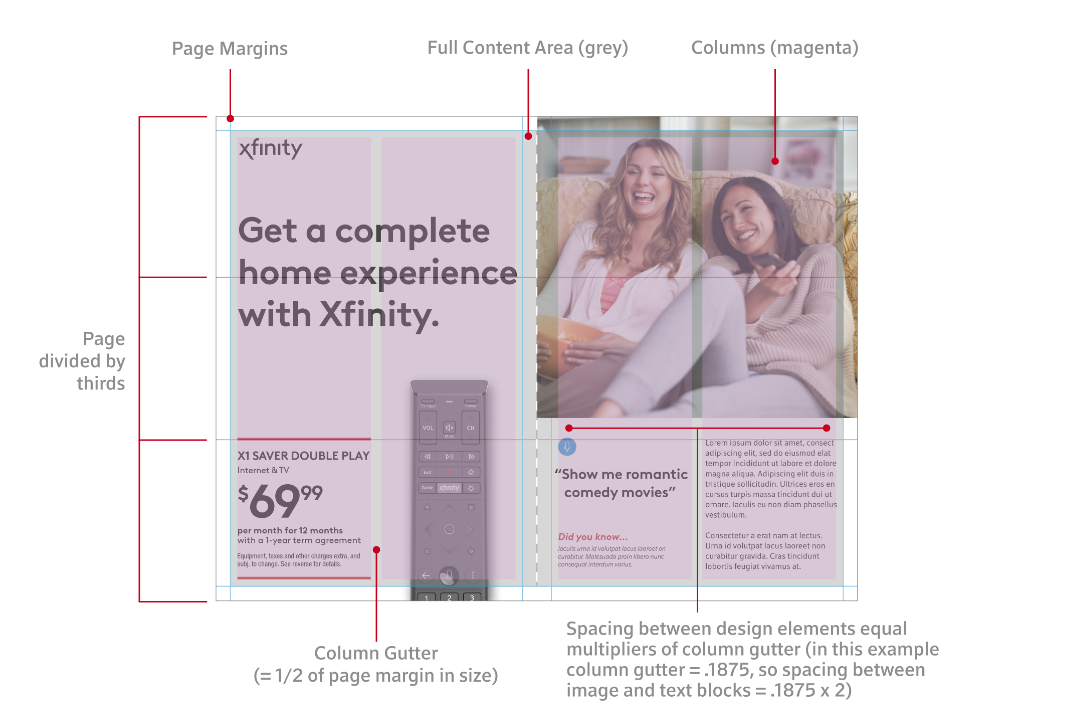 Page Margins
Full Content Area (grey)
Columns (magenta)
xfinity
Get a complete
home experience
with Xfinity.
Page
divided by
thirds
VOL
CH
Exit
xfinity
X1 SAVER DOUBLE PLAY
Internet & TV
$6999
per month for 12 months
with a 1-year term agreement
Equipment, taxes and other charges extra, and
subj. to change. See reverse for details.
1 2 3
“Show me romantic
comedy movies”
Did you know...
Iaculis urna id volutpat lacus laoreet an
curabitur. Malesuada proin libero nunc
consequat interdum varius.
Lorem ipsum dolor sit amet, consect
adipiscing elit, sed do eiusmod elat
tempor incididunt ut labore et dolore
magna aliqua. Adipiscing elit duis in
tristique sollicitudin. Ultrices eros en
cursus turpis massa tincidunt dui ut
ornare. Iaculis eu non diam phasellus
vestibulum.
Consectetur a erat nam at lectus.
Urna id volutpat lacus laoreet non
curabitur gravida. Cras tincidunt
lobortis feugiat vivamus at.
Column Gutter
(= 1/2 of page margin in size)
Spacing between design elements equal
multipliers of column gutter (in this example
column gutter = .1875, so spacing between
image and text blocks = .1875 x 2)